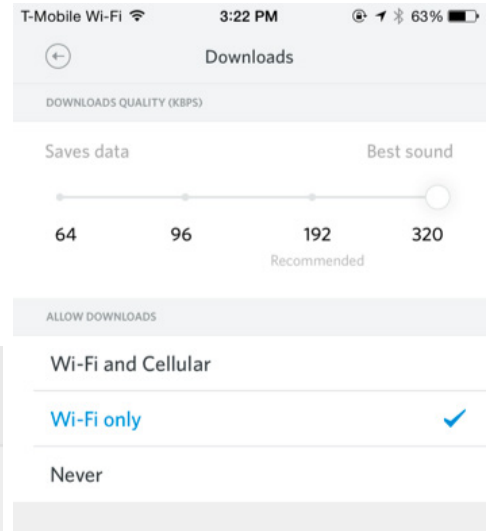 T-Mobile Wi-Fi 3:22 PM 63%
Downloads
DOWNLOADS QUALITY (KBPS)
Saves data Best sound
64 96 192 320
Recommended
ALLOW DOWNLOADS
Wi-Fi and Cellular
Wi-Fi only
Never